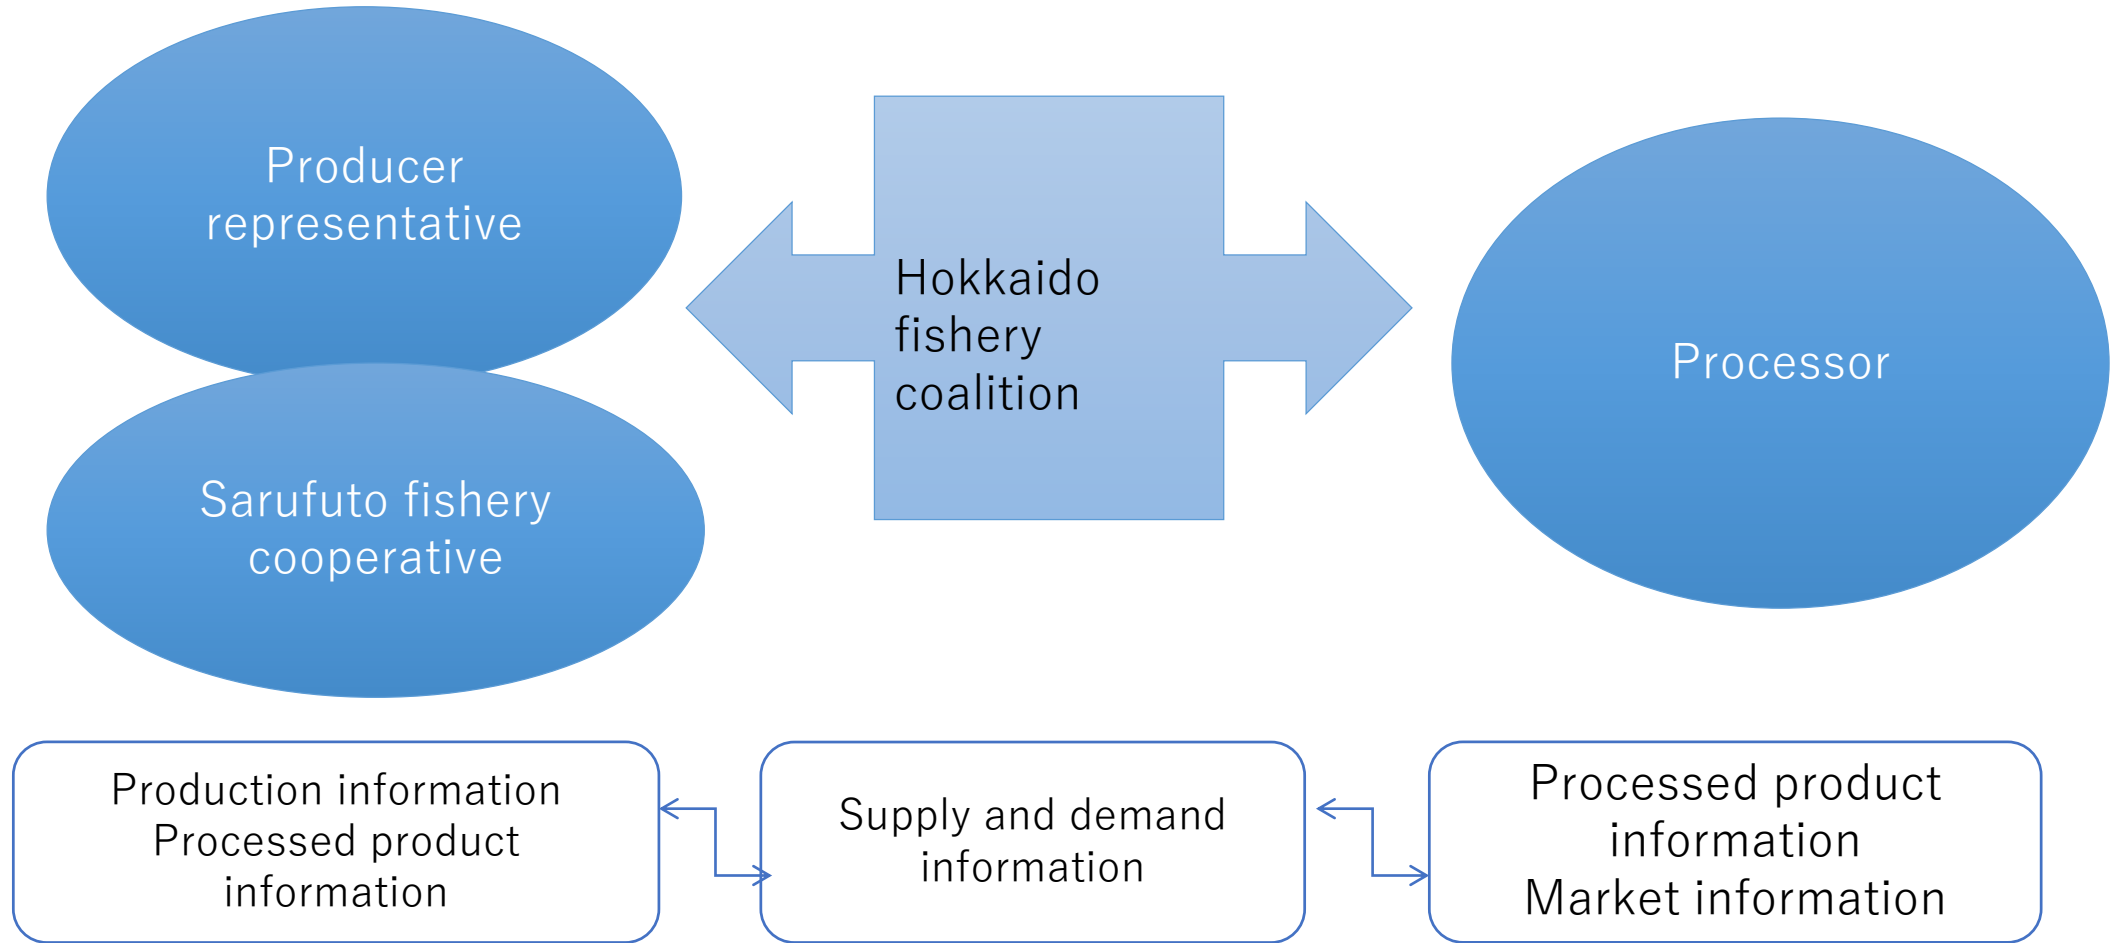 Producer
representative
Sarufuto fishery
cooperative
Hokkaido
fishery
coalition
Processor
Production information
Processed product
information
Supply and demand
information
Processed product
information
Market information